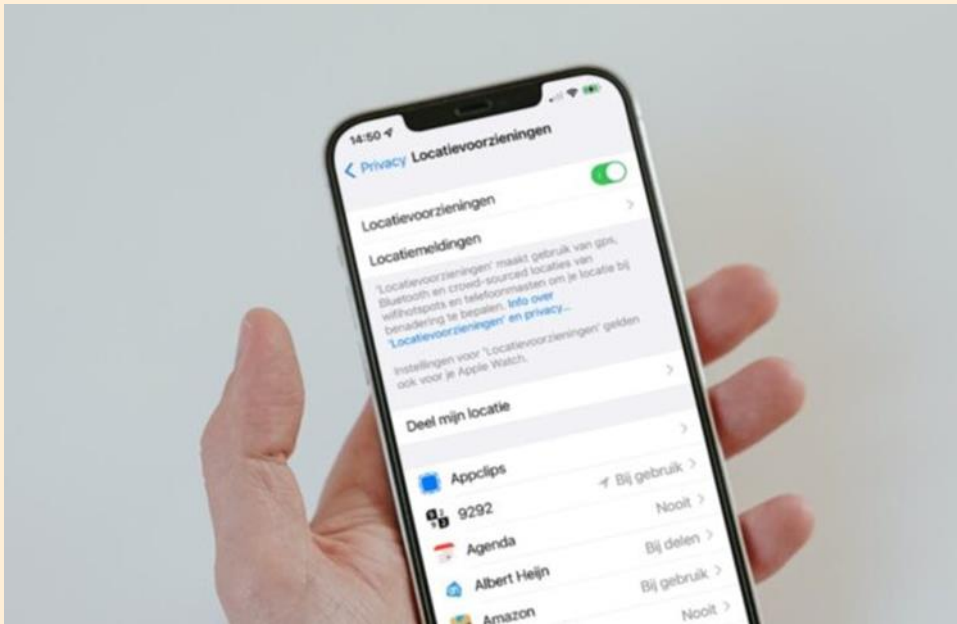 14:50
Privacy Locatievoorzieningen
Locatievoorzieningen
Locatiemeldingen
'Locatievoorzieningen' maakt gebruik van gps,
Bluetooth en crowd-sourced locaties van
wifihotspots en telefoonmasten om je locatie bij
benadering te bepalen. Info over
'Locatievoorzieningen' en privacy...
Instellingen voor 'Locatievoorzieningen' gelden
ook voor je Apple Watch.
Deel mijn locatie
Appclips
9292 Bij gebruik
Agenda Nooit
Albert Heijn Bij delen
Amazon Bij gebruik
Nooit